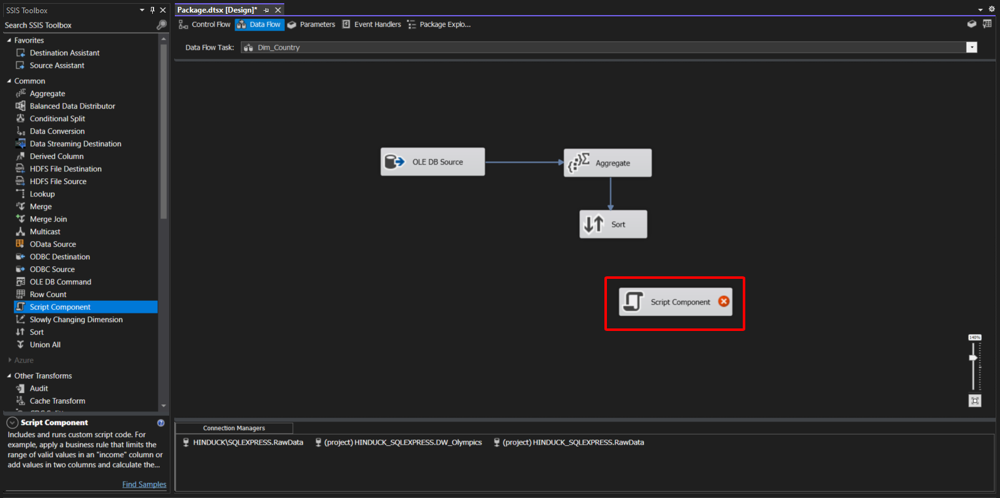 SSIS Toolbox
Search SSIS Toolbox
Favorites
Destination Assistant
Source Assistant
Common
Aggregate
Balanced Data Distributor
Conditional Split
Data Conversion
Data Streaming Destination
Derived Column
HDFS File Destination
HDFS File Source
Lookup
Merge
Merge Join
Multicast
OData Source
ODBC Destination
ODBC Source
OLE DB Command
Row Count
Script Component
Slowly Changing Dimension
Sort
Union All
Azure
Other Transforms
Audit
Cache Transform
Script Component
Includes and runs custom script code. For
example, apply a business rule that limits the
range of valid values in an "income" column or
add values in two columns and calculate the...
Find Samples
Package.dtsx [Design]*
Control Flow Data Flow Parameters Event Handlers Package Explo...
Data Flow Task: Dim_Country
OLE DB Source
Aggregate
Sort
Script Component
140%
Connection Managers
HINDUCK\SQLEXPRESS.RawData (project) HINDUCK_SQLEXPRESS.DW_Olympics (project) HINDUCK_SQLEXPRESS.RawData